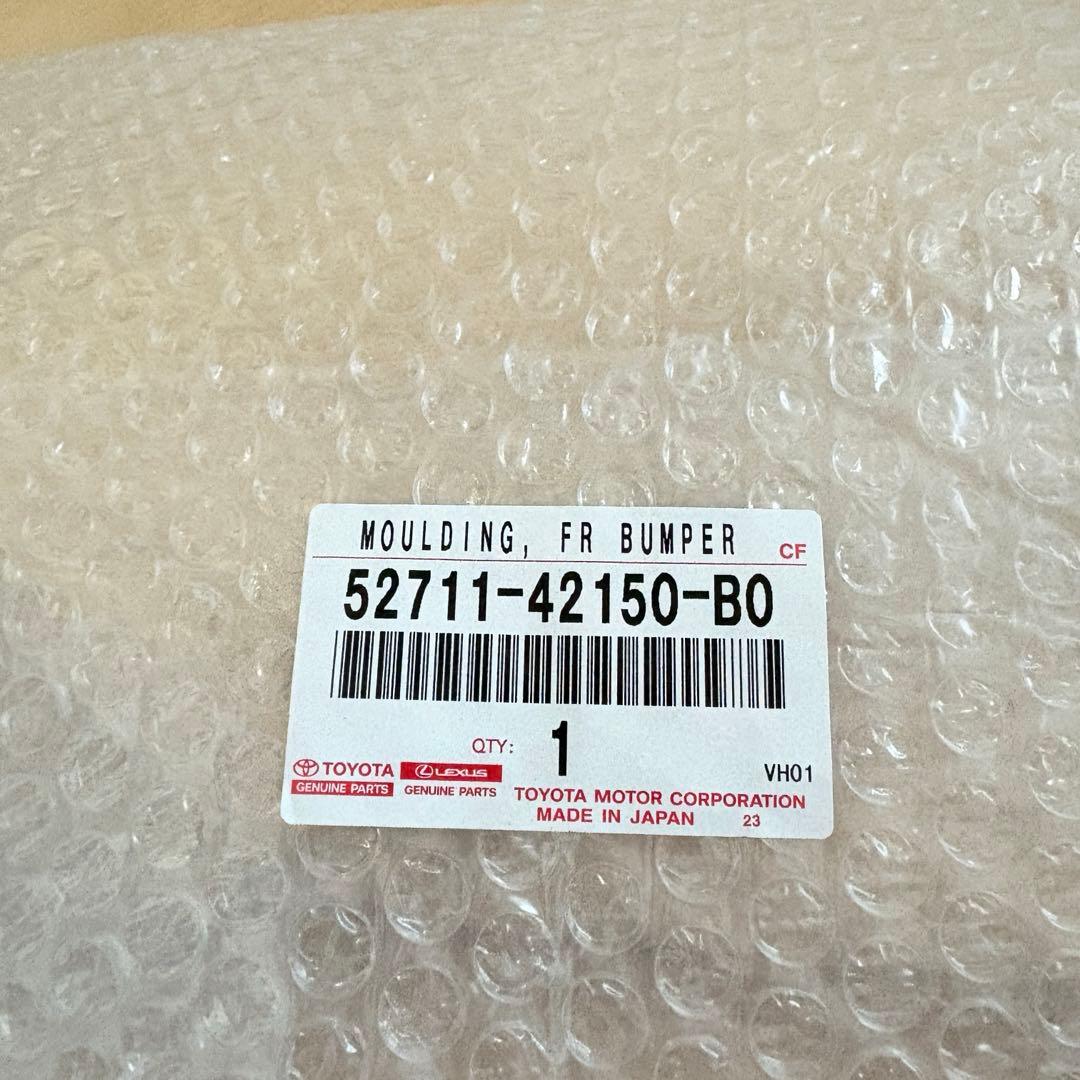 MOULDING, FR BUMPER CF
52711-42150-B0
QTY: 1
VH01
TOYOTA LEXUS
GENUINE PARTS GENUINE PARTS
TOYOTA MOTOR CORPORATION
MADE IN JAPAN 23